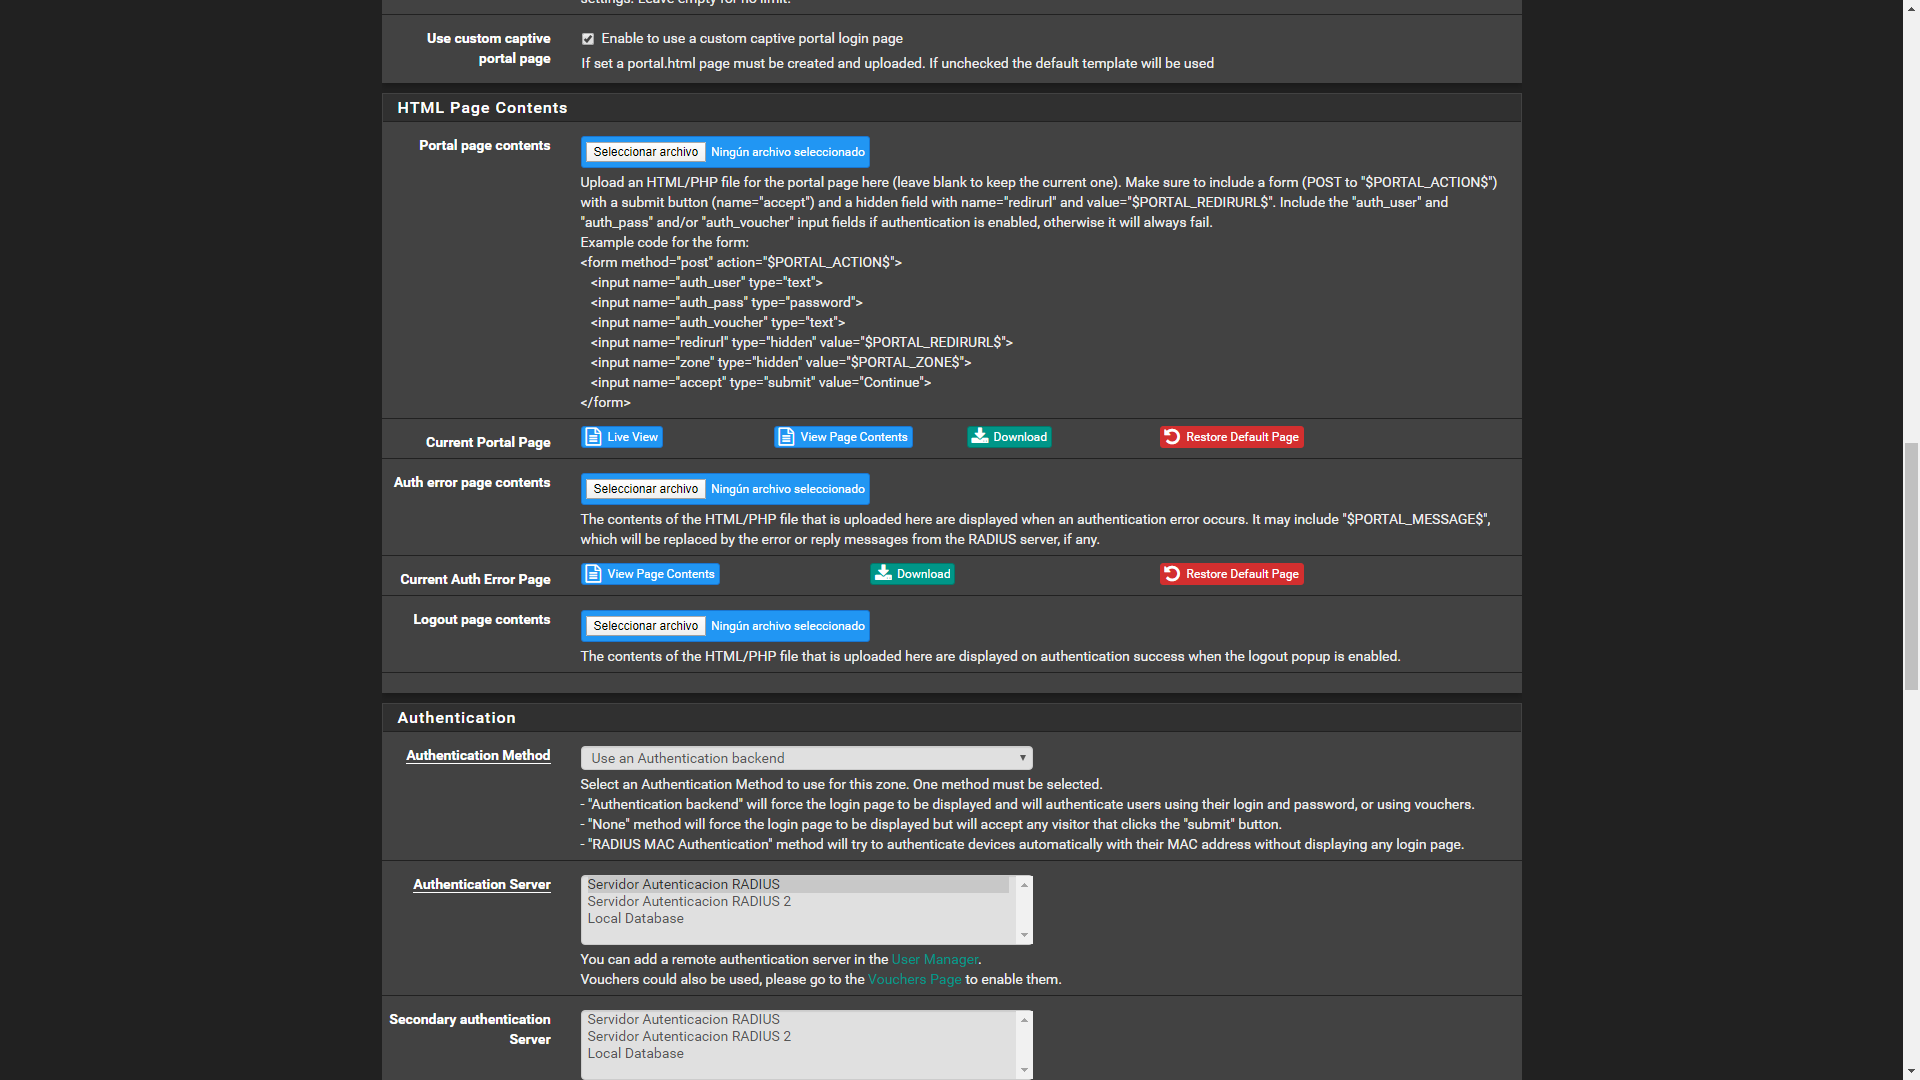 Use custom captive
portal page
Enable to use a custom captive portal login page
If set a portal.html page must be created and uploaded. If unchecked the default template will be used
HTML Page Contents
Portal page contents
Seleccionar archivo Ningún archivo seleccionado
Upload an HTML/PHP file for the portal page here (leave blank to keep the current one). Make sure to include a form (POST to "$PORTAL_ACTION$")
with a submit button (name="accept") and a hidden field with name="redirurl" and value="$PORTAL_REDIRURL$". Include the "auth_user" and
"auth_pass" and/or "auth_voucher" input fields if authentication is enabled, otherwise it will always fail.
Example code for the form:
<form method="post" action="$PORTAL_ACTION$">
<input name="auth_user" type="text">
<input name="auth_pass" type="password">
<input name="auth_voucher" type="text">
<input name="redirurl" type="hidden" value="$PORTAL_REDIRURL$">
<input name="zone" type="hidden" value="$PORTAL_ZONE$">
<input name="accept" type="submit" value="Continue">
</form>
Current Portal Page
Live View View Page Contents Download Restore Default Page
Auth error page contents
Seleccionar archivo Ningún archivo seleccionado
The contents of the HTML/PHP file that is uploaded here are displayed when an authentication error occurs. It may include "$PORTAL_MESSAGE$",
which will be replaced by the error or reply messages from the RADIUS server, if any.
Current Auth Error Page
View Page Contents Download Restore Default Page
Logout page contents
Seleccionar archivo Ningún archivo seleccionado
The contents of the HTML/PHP file that is uploaded here are displayed on authentication success when the logout popup is enabled.
Authentication
Authentication Method
Use an Authentication backend
Select an Authentication Method to use for this zone. One method must be selected.
- "Authentication backend" will force the login page to be displayed and will authenticate users using their login and password, or using vouchers.
- "None" method will force the login page to be displayed but will accept any visitor that clicks the "submit" button.
- "RADIUS MAC Authentication" method will try to authenticate devices automatically with their MAC address without displaying any login page.
Authentication Server
Servidor Autenticacion RADIUS
Servidor Autenticacion RADIUS 2
Local Database
You can add a remote authentication server in the User Manager.
Vouchers could also be used, please go to the Vouchers Page to enable them.
Secondary authentication
Server
Servidor Autenticacion RADIUS
Servidor Autenticacion RADIUS 2
Local Database